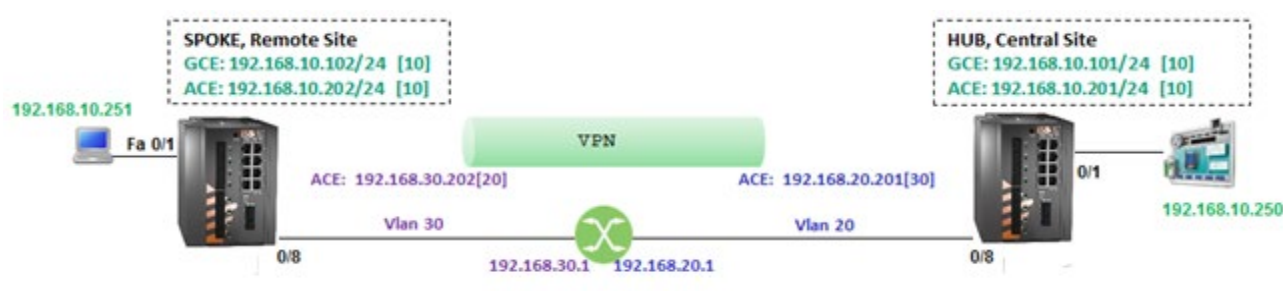 SPOKE, Remote Site
GCE: 192.168.10.102/24 [10]
ACE: 192.168.10.202/24 [10]
HUB, Central Site
GCE: 192.168.10.101/24 [10]
ACE: 192.168.10.201/24 [10]
192.168.10.251
Fa 0/1
VPN
ACE: 192.168.30.202[20]
ACE: 192.168.20.201[30]
0/1
192.168.10.250
Vlan 30
Vlan 20
0/8
192.168.30.1
192.168.20.1
0/8